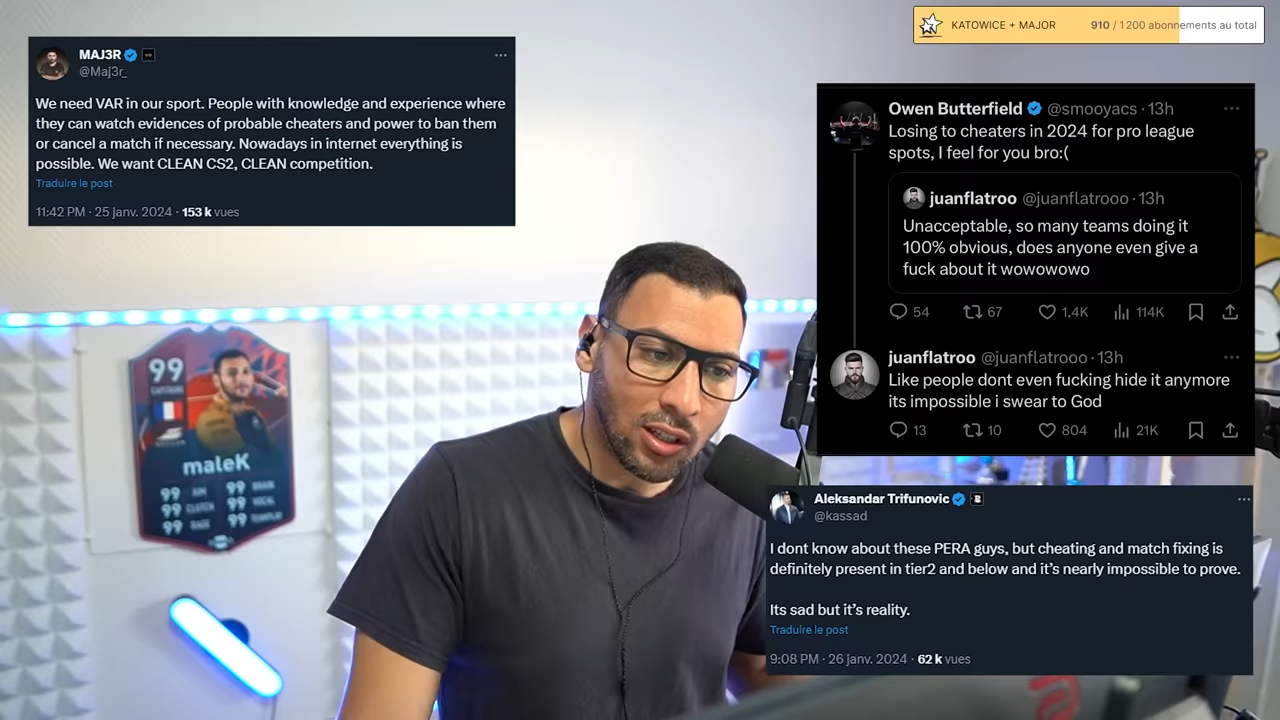 KATOWICE + MAJOR
910 / 1 200 abonnements au total
MAJ3R
@Maj3r_
We need VAR in our sport. People with knowledge and experience where
they can watch evidences of probable cheaters and power to ban them
or cancel a match if necessary. Nowadays in internet everything is
possible. We want CLEAN CS2, CLEAN competition.
Traduire le post
11:42 PM · 25 janv. 2024 · 153 k vues
Owen Butterfield @smooyacs · 13h
Losing to cheaters in 2024 for pro league
spots, I feel for you bro:(
juanflatroo @juanflatrooo · 13h
Unacceptable, so many teams doing it
100% obvious, does anyone even give a
fuck about it wowowowo
54 67 1,4K 114K
juanflatroo @juanflatrooo · 13h
Like people dont even fucking hide it anymore
its impossible i swear to God
13 10 804 21K
99
maleK
99 AIM 99 BRAIN
99 CLUTCH 99 VOCAL
99 RAGE 99
Aleksandar Trifunovic
@kassad
I dont know about these PERA guys, but cheating and match fixing is
definitely present in tier2 and below and it's nearly impossible to prove.
Its sad but it's reality.
Traduire le post
9:08 PM · 26 janv. 2024 · 62 k vues